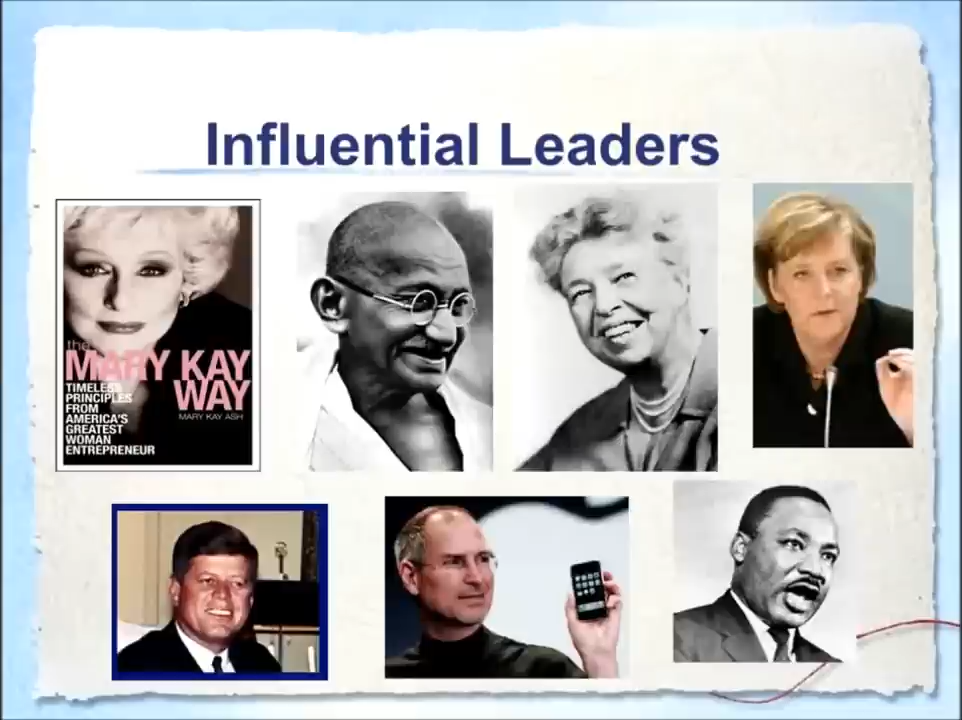 Influential Leaders
the
MARY KAY
WAY
MARY KAY ASH
TIMELESS
PRINCIPLES
FROM
AMERICA'S
GREATEST
WOMAN
ENTREPRENEUR